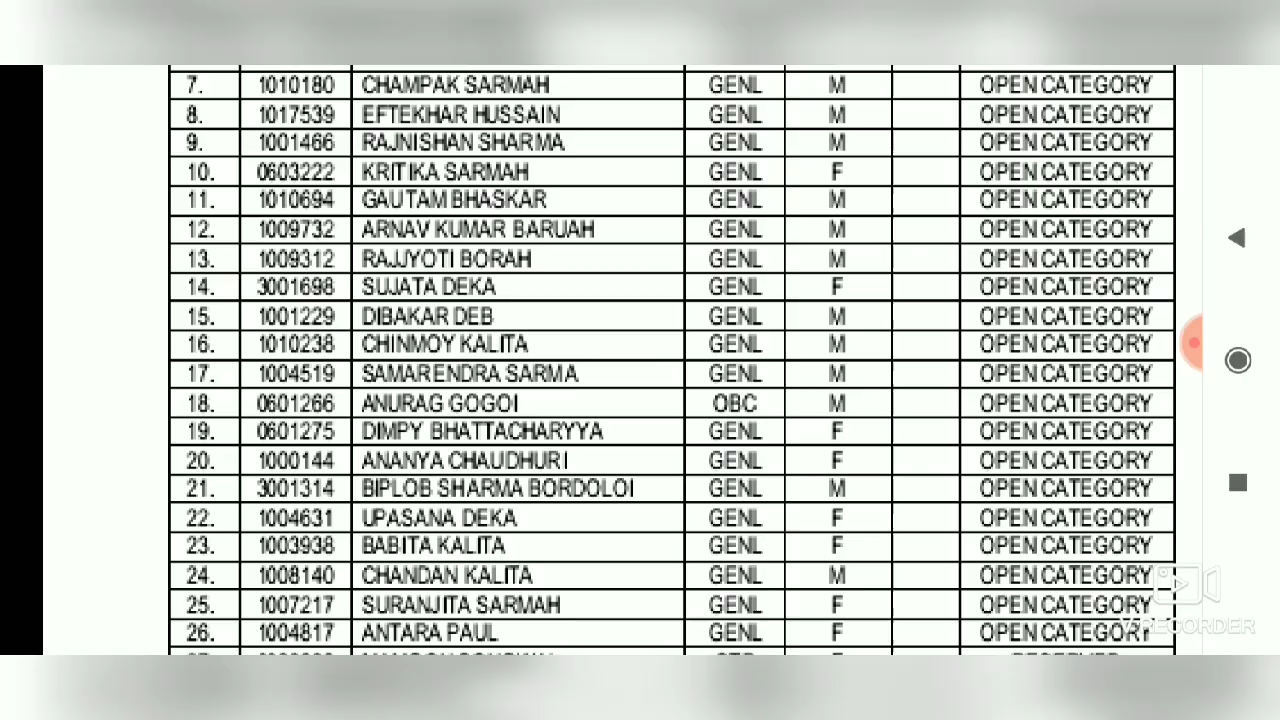 7. 1010180 CHAMPAK SARMAH GENL M OPEN CATEGORY
8. 1017539 EFTEKHAR HUSSAIN GENL M OPEN CATEGORY
9. 1001466 RAJNISHAN SHARMA GENL M OPEN CATEGORY
10. 0603222 KRITIKA SARMAH GENL F OPEN CATEGORY
11. 1010694 GAUTAM BHASKAR GENL M OPEN CATEGORY
12. 1009732 ARNAV KUMAR BARUAH GENL M OPEN CATEGORY
13. 1009312 RAJJYOTI BORAH GENL M OPEN CATEGORY
14. 3001698 SUJATA DEKA GENL F OPEN CATEGORY
15. 1001229 DIBAKAR DEB GENL M OPEN CATEGORY
16. 1010238 CHINMOY KALITA GENL M OPEN CATEGORY
17. 1004519 SAMARENDRA SARMA GENL M OPEN CATEGORY
18. 0601266 ANURAG GOGOI OBC M OPEN CATEGORY
19. 0601275 DIMPY BHATTACHARYYA GENL F OPEN CATEGORY
20. 1000144 ANANYA CHAUDHURI GENL F OPEN CATEGORY
21. 3001314 BIPLOB SHARMA BORDOLOI GENL M OPEN CATEGORY
22. 1004631 UPASANA DEKA GENL F OPEN CATEGORY
23. 1003938 BABITA KALITA GENL F OPEN CATEGORY
24. 1008140 CHANDAN KALITA GENL M OPEN CATEGORY
25. 1007217 SURANJITA SARMAH GENL F OPEN CATEGORY
26. 1004817 ANTARA PAUL GENL F OPEN CATEGORY